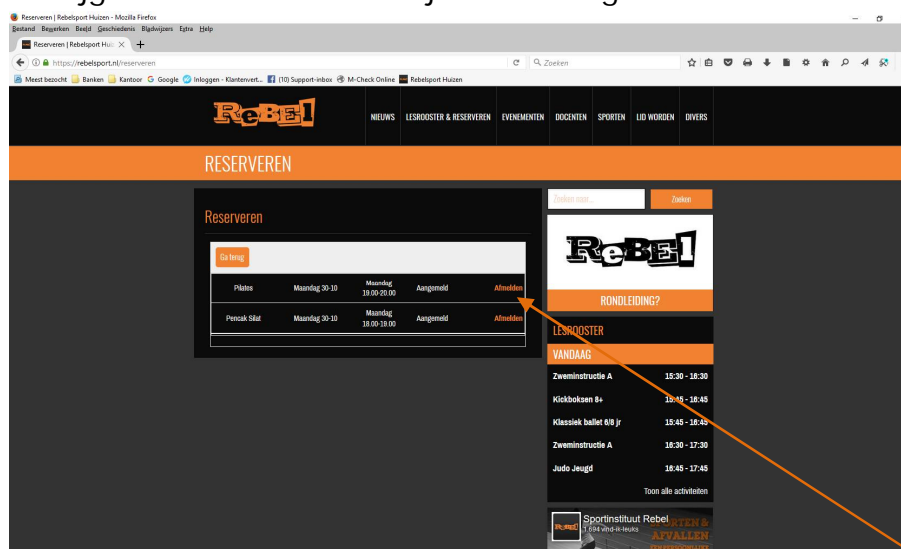 Reserveren | Rebelsport Huizen - Mozilla Firefox
Bestand Bewerken Beeld Geschiedenis Bladwijzers Extra Help
Reserveren | Rebelsport Hui
https://rebelsport.nl/reserveren
Zoeken
Meest bezocht Banken Kantoor Google Inloggen - Klantenvert... (10) Support-inbox M-Check Online Rebelsport Huizen
ReBEl
NIEUWS LESROOSTER & RESERVEREN EVENEMENTEN DOCENTEN SPORTEN LID WORDEN DIVERS
RESERVEREN
Reserveren
Ga terug
Pilates Maandag 30-10 Maandag 19.00-20.00 Aangemeld Afmelden
Pencak Silat Maandag 30-10 Maandag 18.00-19.00 Aangemeld Afmelden
Zoeken naar...
Zoeken
ReBEl
RONDLEIDING?
LESROOSTER
VANDAAG
Zweminstructie A 15:30 - 16:30
Kickboksen 8+ 15:45 - 16:45
Klassiek ballet 6/8 jr 15:45 - 16:45
Zweminstructie A 16:30 - 17:30
Judo Jeugd 16:45 - 17:45
Toon alle activiteiten
Sportinstituut Rebel
1.694 vind-ik-leuks
AFVALLEN